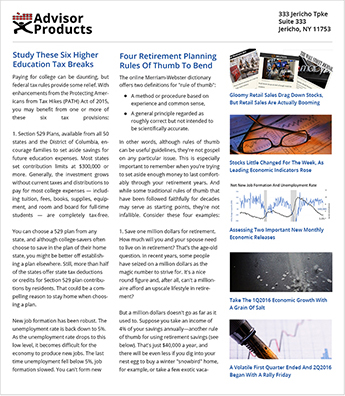 Advisor
Products
333 Jericho Tpke
Suite 333
Jericho, NY 11753
Study These Six Higher
Education Tax Breaks
Paying for college can be daunting, but
federal tax rules provide some relief. With
enhancements from the Protecting Amer-
icans from Tax Hikes (PATH) Act of 2015,
you may benefit from one or more of
these six tax provisions:
1. Section 529 Plans, available from all 50
states and the District of Columbia, en-
courage families to set aside savings for
future education expenses. Most states
set contribution limits at $300,000 or
more. Generally, the investment grows
without current taxes and distributions to
pay for most college expenses — includ-
ing tuition, fees, books, supplies, equip-
ment, and room and board for full-time
students — are completely tax-free.
You can choose a 529 plan from any
state, and although college-savers often
choose to save in the plan of their home
state, you might be better off establish-
ing a plan elsewhere. Still, more than half
of the states offer state tax deductions
or credits for Section 529 plan contribu-
tions by residents. That could be a com-
pelling reason to stay home when choos-
ing a plan.
New job formation has been robust. The
unemployment rate is back down to 5%.
As the unemployment rate drops to this
low level, it becomes difficult for the
economy to produce new jobs. The last
time unemployment fell below 5%, job
formation slowed. You can't form new
Four Retirement Planning
Rules Of Thumb To Bend
The online Merriam-Webster dictionary
offers two definitions for "rule of thumb":
• A method or procedure based on
experience and common sense,
• A general principle regarded as
roughly correct but not intended to
be scientifically accurate.
In other words, although rules of thumb
can be useful guidelines, they're not gospel
on any particular issue. This is especially
important to remember when you're trying
to set aside enough money to last comfort-
ably through your retirement years. And
while some traditional rules of thumb that
have been followed faithfully for decades
may serve as starting points, they're not
infallible. Consider these four examples:
1. Save one million dollars for retirement.
How much will you and your spouse need
to live on in retirement? That's the age-old
question. In recent years, some people
have seized on a million dollars as the
magic number to strive for. It's a nice
round figure and, after all, can't a million-
aire afford an upscale lifestyle in retire-
ment?
But a million dollars doesn't go as far as it
used to. Suppose you take an income of
4% of your savings annually—another rule
of thumb for using retirement savings (see
below). That's just $40,000 a year, and
there will be even less if you dig into your
nest egg to buy a winter "snowbird" home,
for example, or take a few exotic vaca-
Gloomy Retail Sales Drag Down Stocks,
But Retail Sales Are Actually Booming
Stocks Little Changed For The Week, As
Leading Economic Indicators Rose
Net New Job Formation And Unemployment Rate
Assessing Two Important New Monthly
Economic Releases
Take The 1Q2016 Economic Growth With
A Grain Of Salt
A Volatile First Quarter Ended And 2Q2016
Began With A Rally Friday